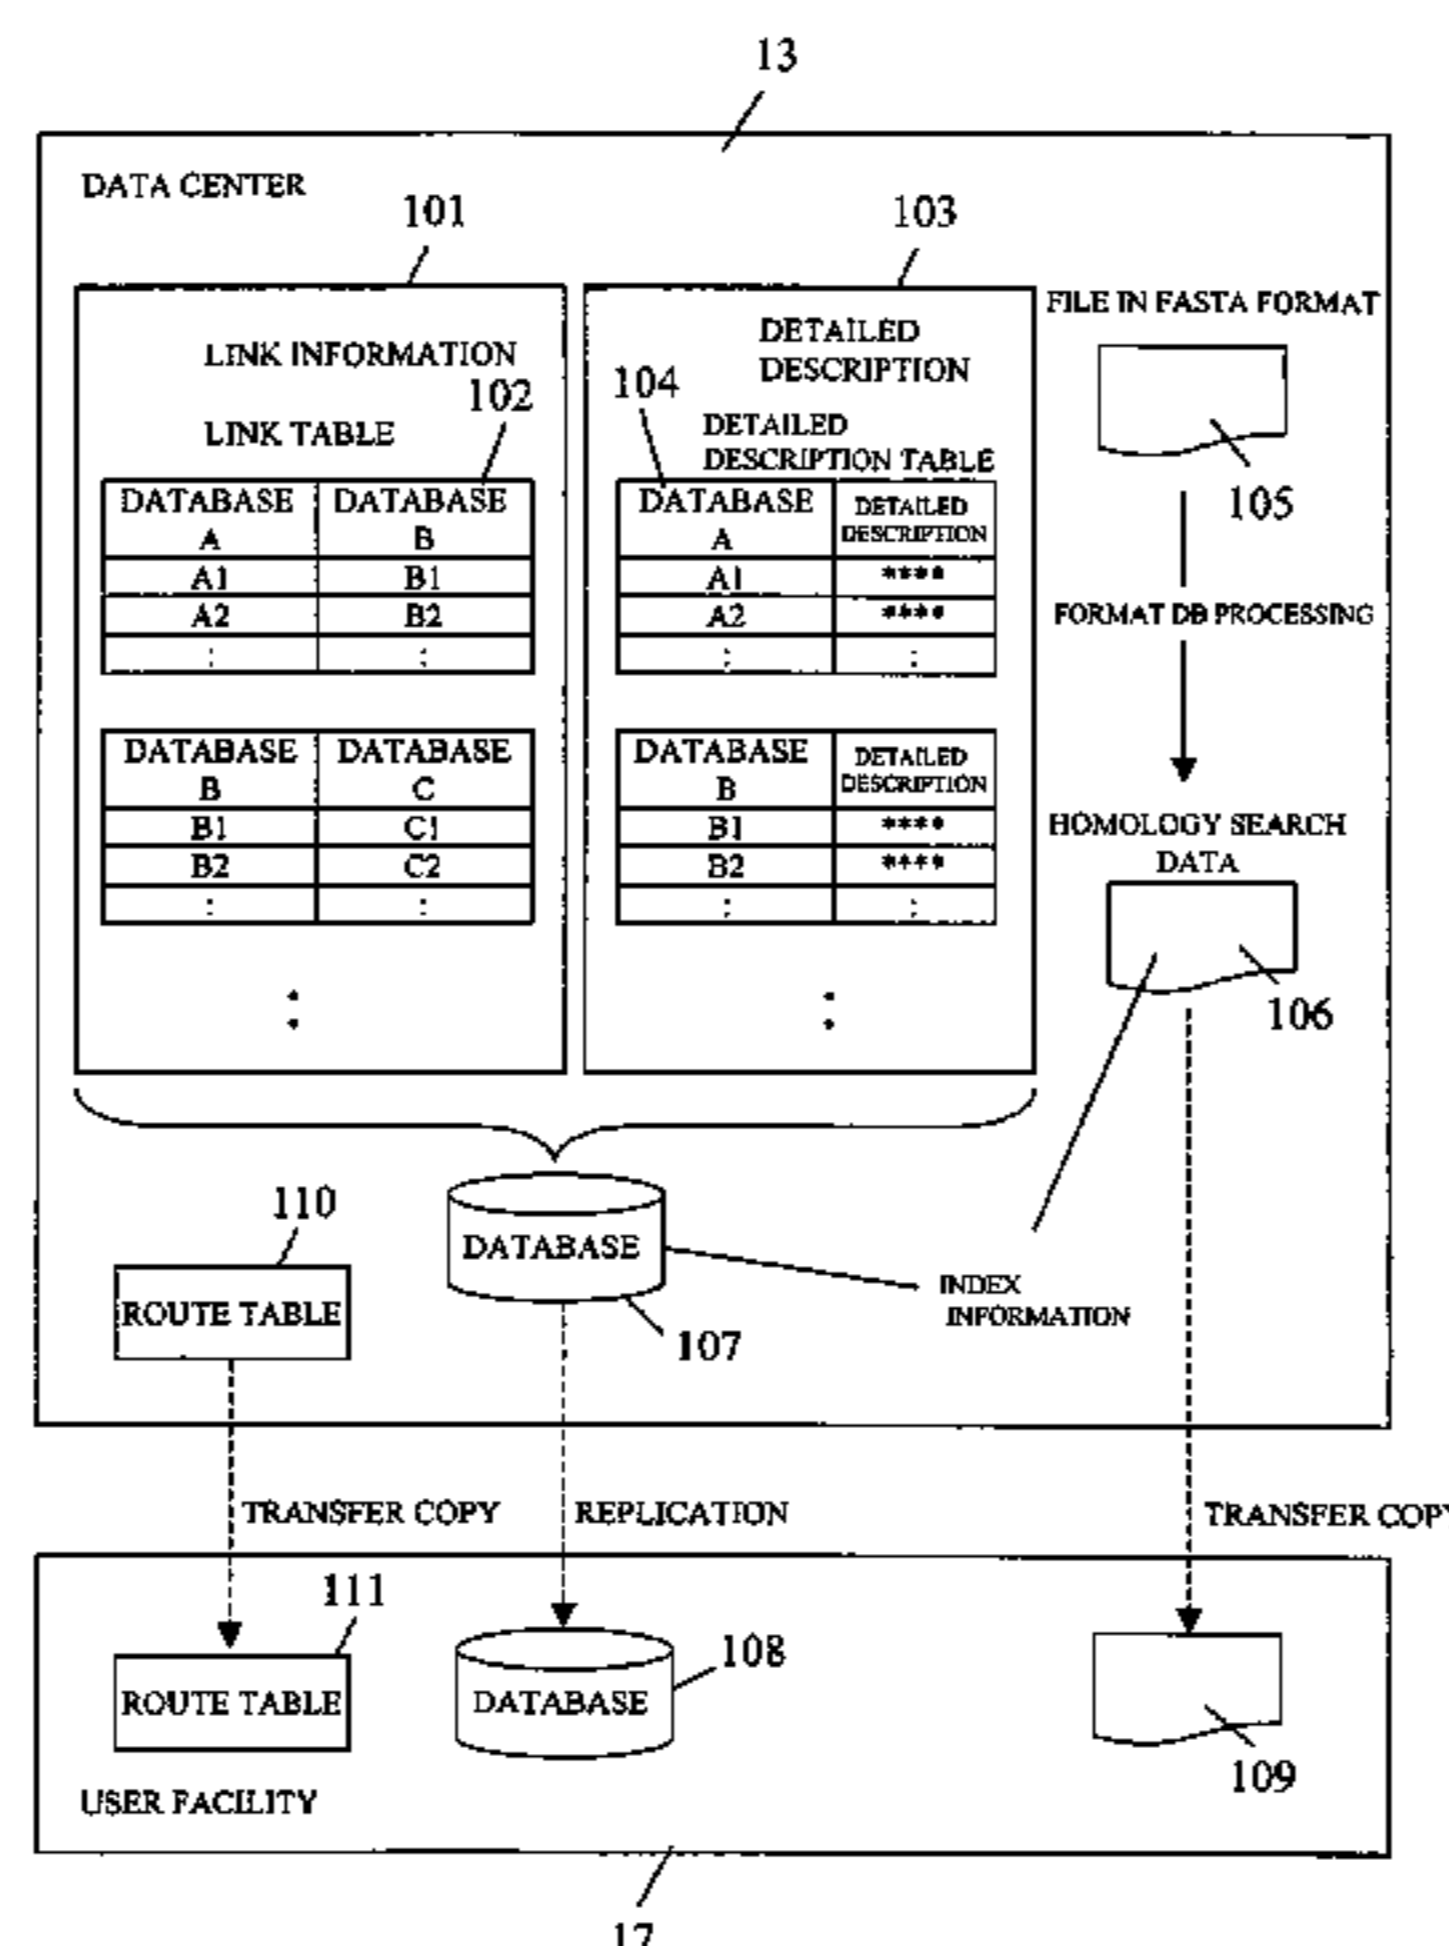 13
DATA CENTER
101
103
LINK INFORMATION
102
LINK TABLE
DATABASE A DATABASE B
A1 B1
A2 B2
: :
DATABASE B DATABASE C
B1 C1
B2 C2
: :
:
DETAILED
DESCRIPTION
104
DETAILED
DESCRIPTION TABLE
DATABASE A DETAILED DESCRIPTION
A1 ****
A2 ****
: :
DATABASE B DETAILED DESCRIPTION
B1 ****
B2 ****
: :
:
FILE IN FASTA FORMAT
105
FORMAT DB PROCESSING
HOMOLOGY SEARCH
DATA
106
110
ROUTE TABLE
DATABASE
107
INDEX
INFORMATION
TRANSFER COPY
REPLICATION
TRANSFER COPY
111
ROUTE TABLE
DATABASE
108
109
USER FACILITY
17